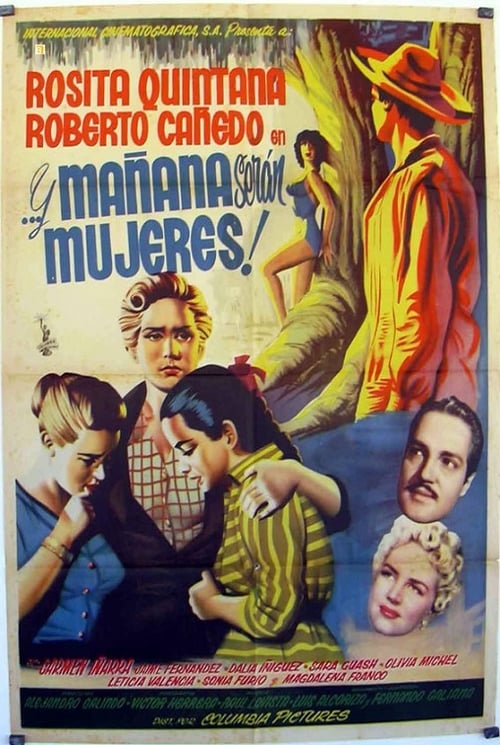 INTERNACIONAL CINEMATOGRAFICA, S.A. Presenta a:
ROSITA QUINTANA
ROBERTO CAÑEDO en
...Y MAÑANA serán
MUJERES!
CARMEN IÑARRA JAIME FERNANDEZ - DALIA IÑIGUEZ - SARA GUASH - OLIVIA MICHEL
LETICIA VALENCIA - SONIA FURIO Y MAGDALENA FRANCO
ALEJANDRO GALINDO - VICTOR HERRERA - RAUL LAVISTA - LUIS ALCORIZA, FERNANDO GALIANA
DIST. POR COLUMBIA PICTURES